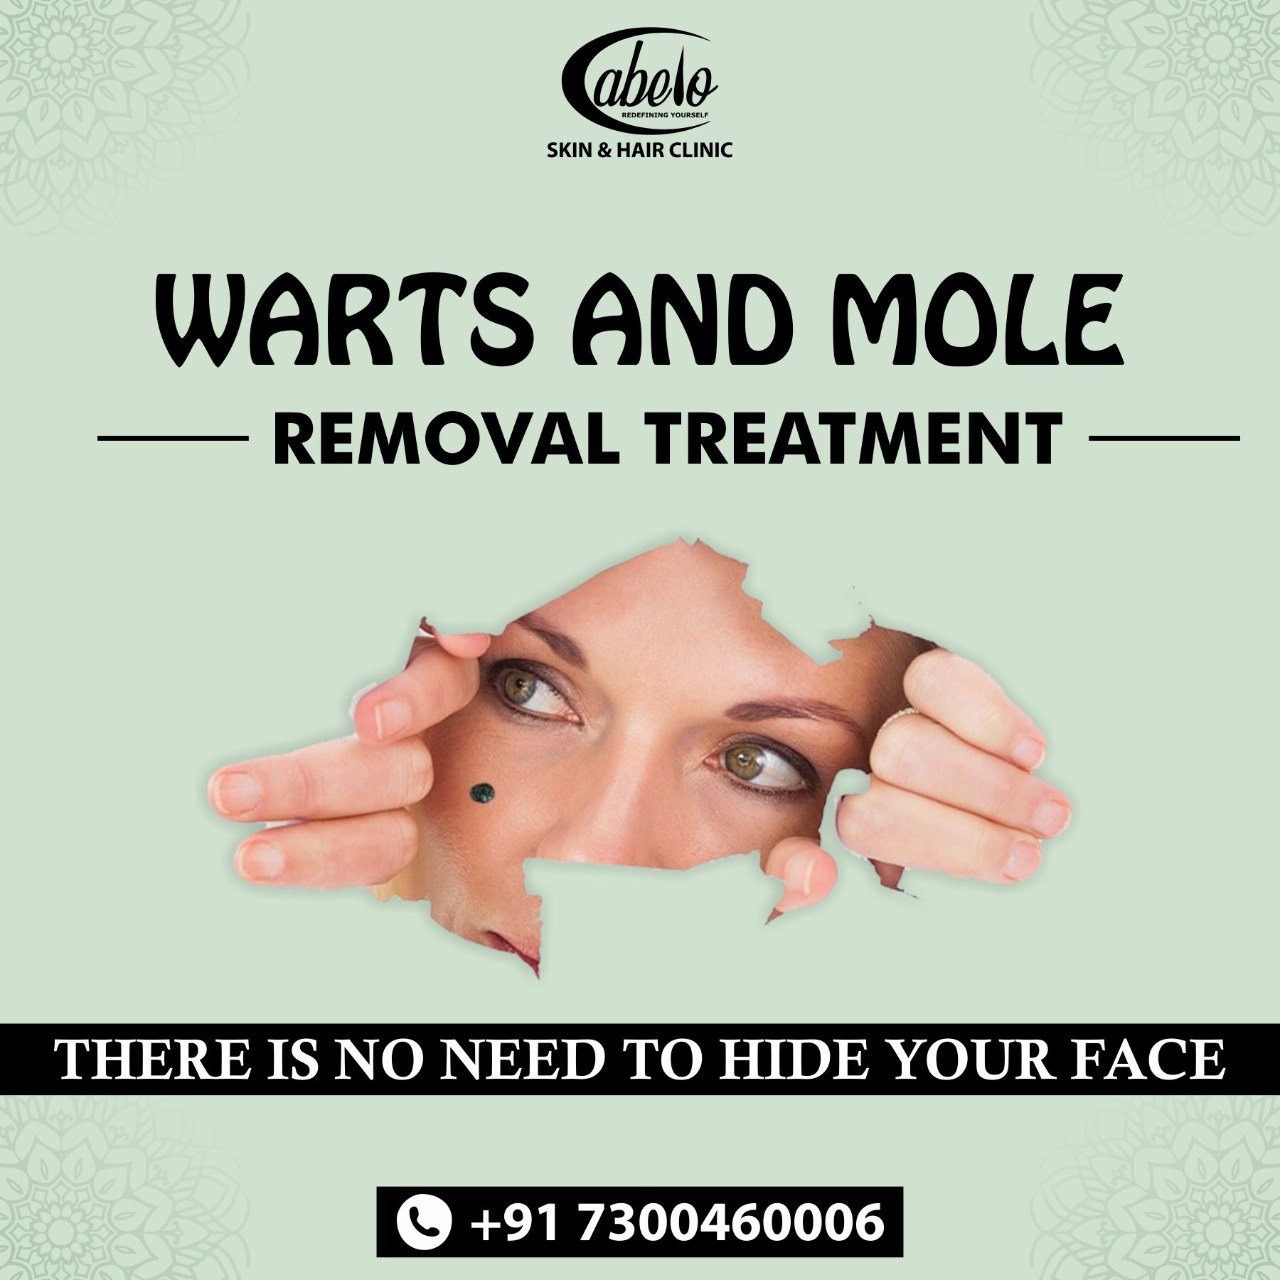 Cabelo
REDEFINING YOURSELF
SKIN & HAIR CLINIC
WARTS AND MOLE
REMOVAL TREATMENT
THERE IS NO NEED TO HIDE YOUR FACE
+91 7300460006